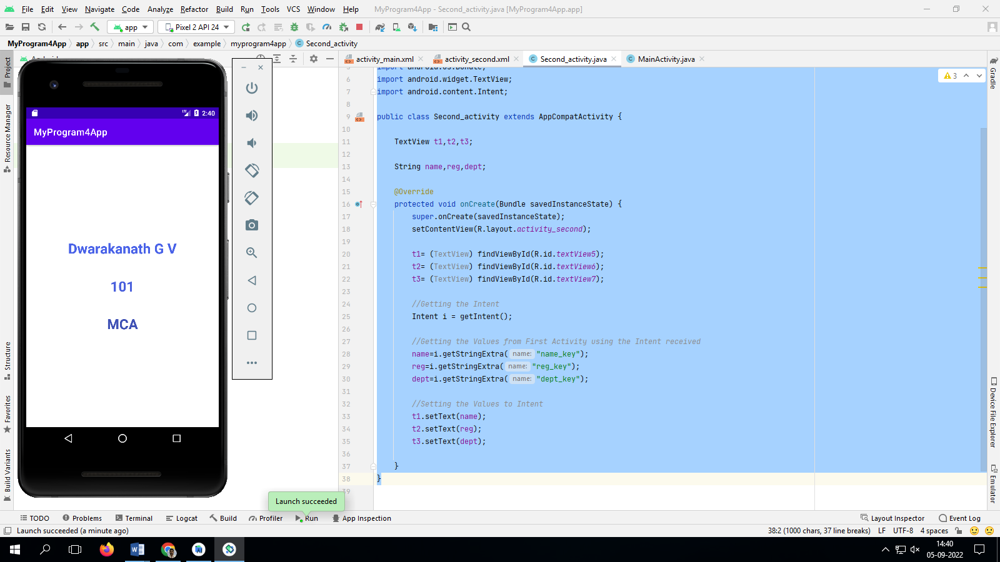 File Edit View Navigate Code Analyze Refactor Build Run Tools VCS Window Help MyProgram4App - Second_activity.java [MyProgram4App.app]
app Pixel 2 API 24
MyProgram4App app src main java com example myprogram4app Second_activity
activity_main.xml activity_second.xml Second_activity.java MainActivity.java
Project
Resource Manager
Structure
Favorites
Build Variants
2:40
MyProgram4App
Dwarakanath G V
101
MCA
import android.os.Bundle;
6 import android.widget.TextView;
7 import android.content.Intent;
8
9 public class Second_activity extends AppCompatActivity {
10
11 TextView t1,t2,t3;
12
13 String name,reg,dept;
14
15 @Override
16 protected void onCreate(Bundle savedInstanceState) {
17 super.onCreate(savedInstanceState);
18 setContentView(R.layout.activity_second);
19
20 t1= (TextView) findViewById(R.id.textView5);
21 t2= (TextView) findViewById(R.id.textView6);
22 t3= (TextView) findViewById(R.id.textView7);
23
24 //Getting the Intent
25 Intent i = getIntent();
26
27 //Getting the Values from First Activity using the Intent received
28 name=i.getStringExtra( name: "name_key");
29 reg=i.getStringExtra( name: "reg_key");
30 dept=i.getStringExtra( name: "dept_key");
31
32 //Setting the Values to Intent
33 t1.setText(name);
34 t2.setText(reg);
35 t3.setText(dept);
36
37 }
38 }
39
3
Gradle
Device File Explorer
Emulator
Launch succeeded
TODO Problems Terminal Logcat Build Profiler Run App Inspection Layout Inspector Event Log
Launch succeeded (a minute ago) 38:2 (1000 chars, 37 line breaks) LF UTF-8 4 spaces
14:40
05-09-2022